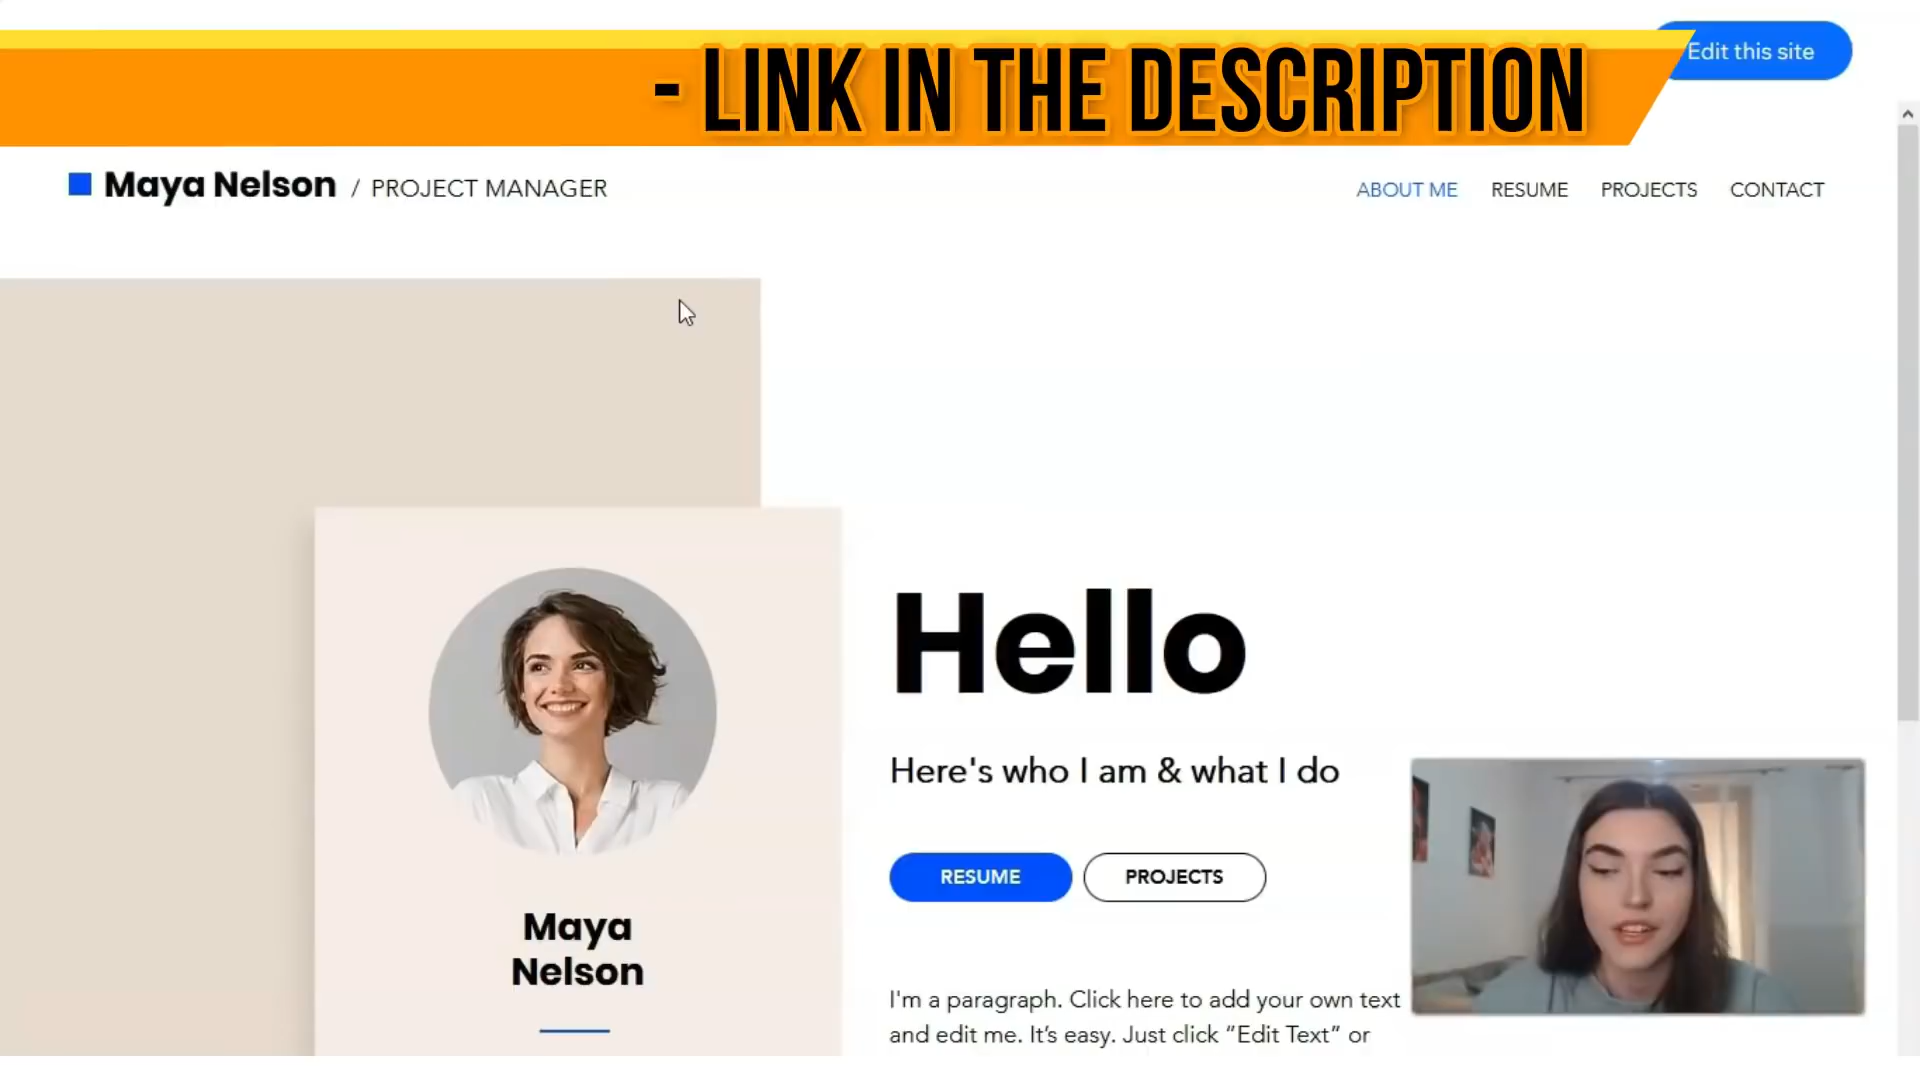 - LINK IN THE DESCRIPTION
Edit this site
Maya Nelson / PROJECT MANAGER
ABOUT ME RESUME PROJECTS CONTACT
Hello
Here's who I am & what I do
RESUME PROJECTS
Maya
Nelson
I'm a paragraph. Click here to add your own text
and edit me. It’s easy. Just click “Edit Text” or